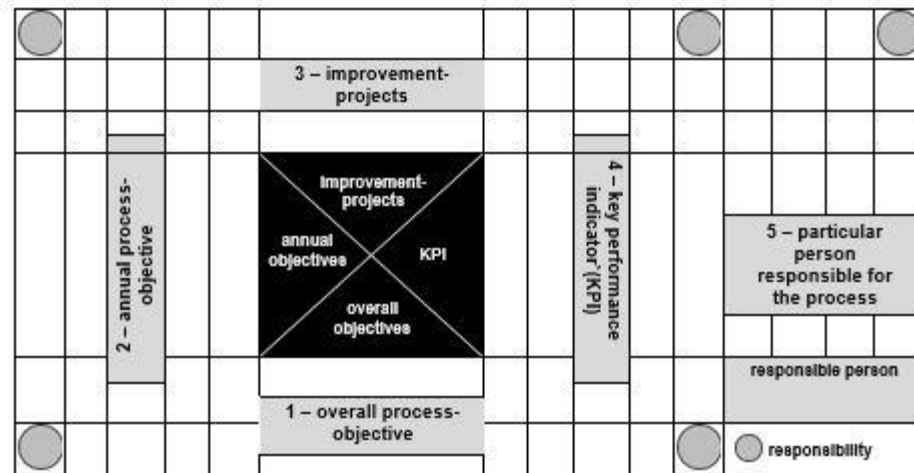 3 – improvement-
projects
2 – annual process-
objective
improvement-
projects
annual
objectives
KPI
overall
objectives
4 – key performance
indicator`(KPI)
5 – particular
person
responsible for
the process
responsible person
1 – overall process-
objective
responsibility